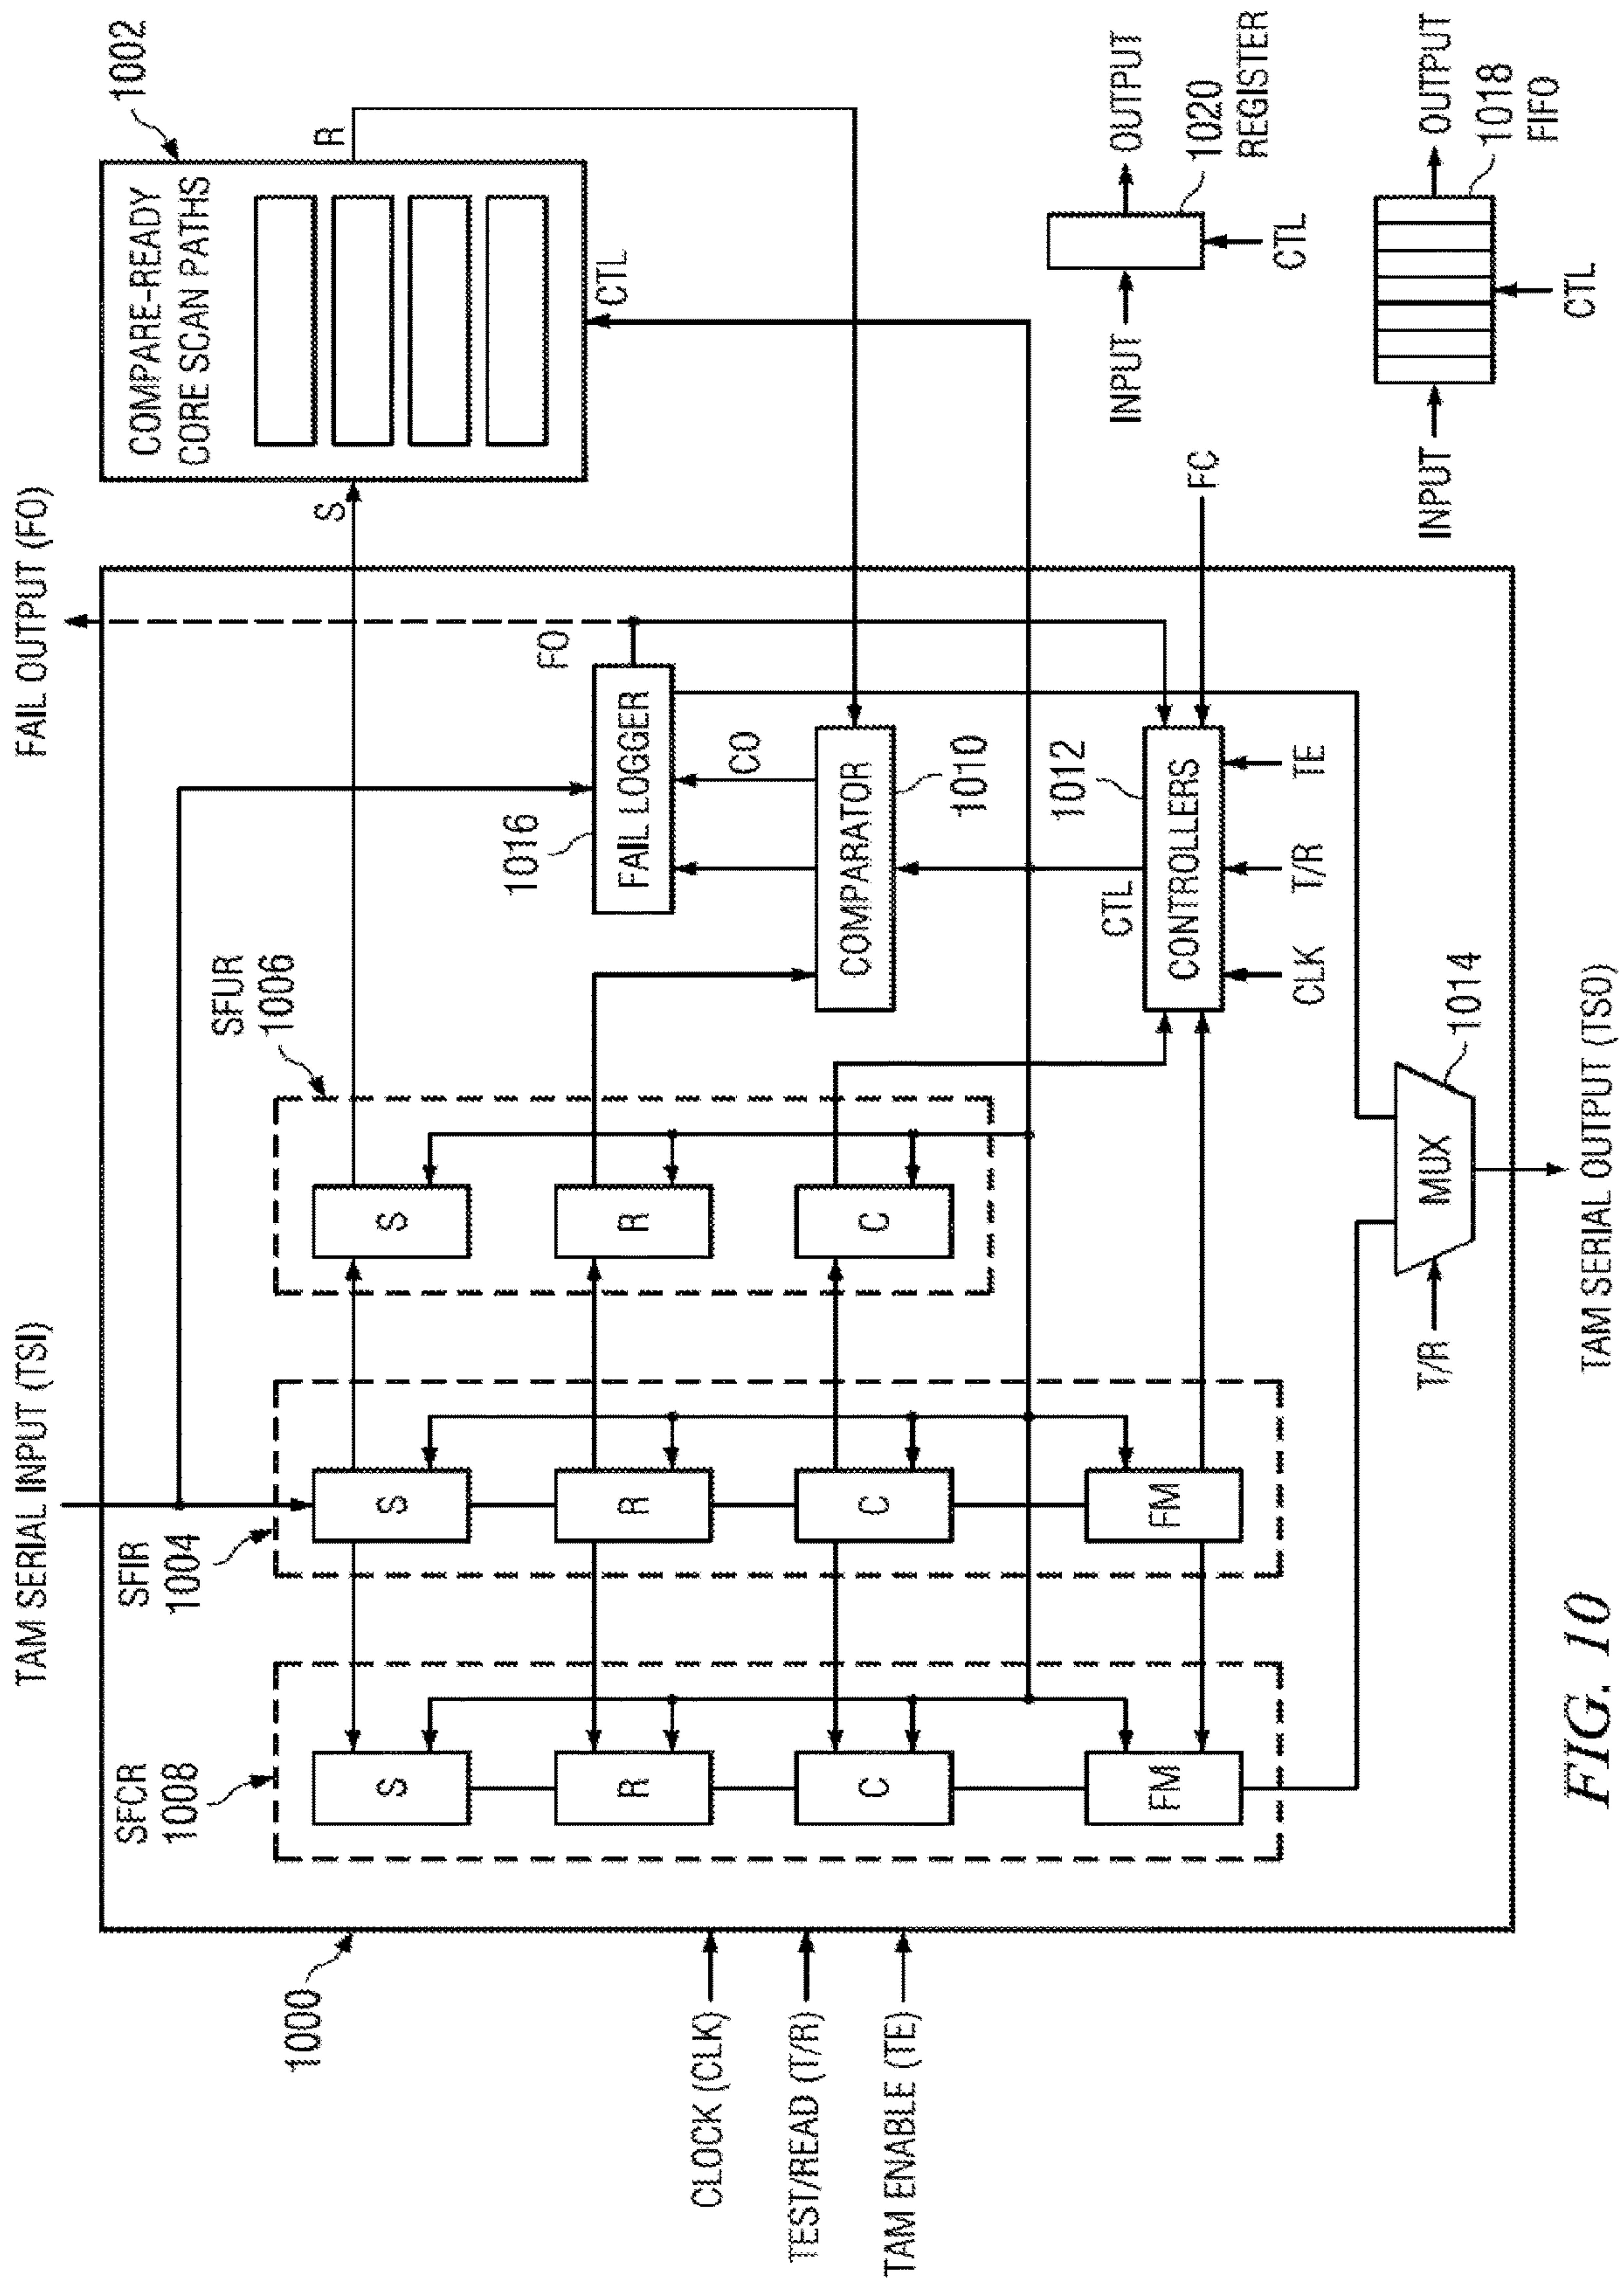 TAM SERIAL INPUT (TSI)
FAIL OUTPUT (FO)
1000
SFCR
1008
SFIR
1004
SFUR
1006
S
COMPARE-READY
CORE SCAN PATHS
1002
R
CTL
S
S
S
FO
1016
FAIL LOGGER
CO
R
R
R
COMPARATOR
1010
CLOCK (CLK)
TEST/READ (T/R)
TAM ENABLE (TE)
C
C
C
CTL
1012
CONTROLLERS
FC
FM
FM
CLK
T/R
TE
INPUT
OUTPUT
1020
REGISTER
CTL
T/R
MUX
1014
INPUT
OUTPUT
1018
FIFO
CTL
TAM SERIAL OUTPUT (TSO)
FIG. 10